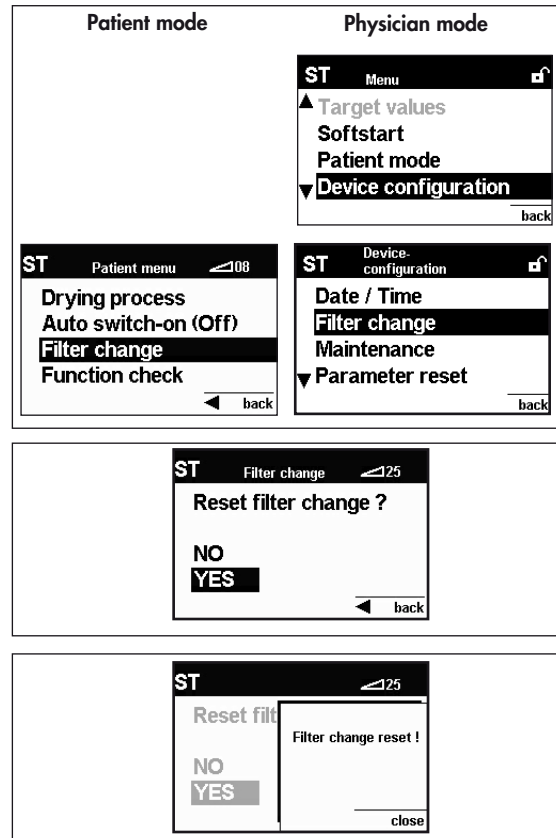 Patient mode
Physician mode
ST Menu
Target values
Softstart
Patient mode
Device configuration
back
ST Patient menu 08
Drying process
Auto switch-on (Off)
Filter change
Function check
back
ST Device-
configuration
Date / Time
Filter change
Maintenance
Parameter reset
back
ST Filter change 25
Reset filter change ?
NO
YES
back
ST 25
Reset filt
NO
YES
Filter change reset !
close